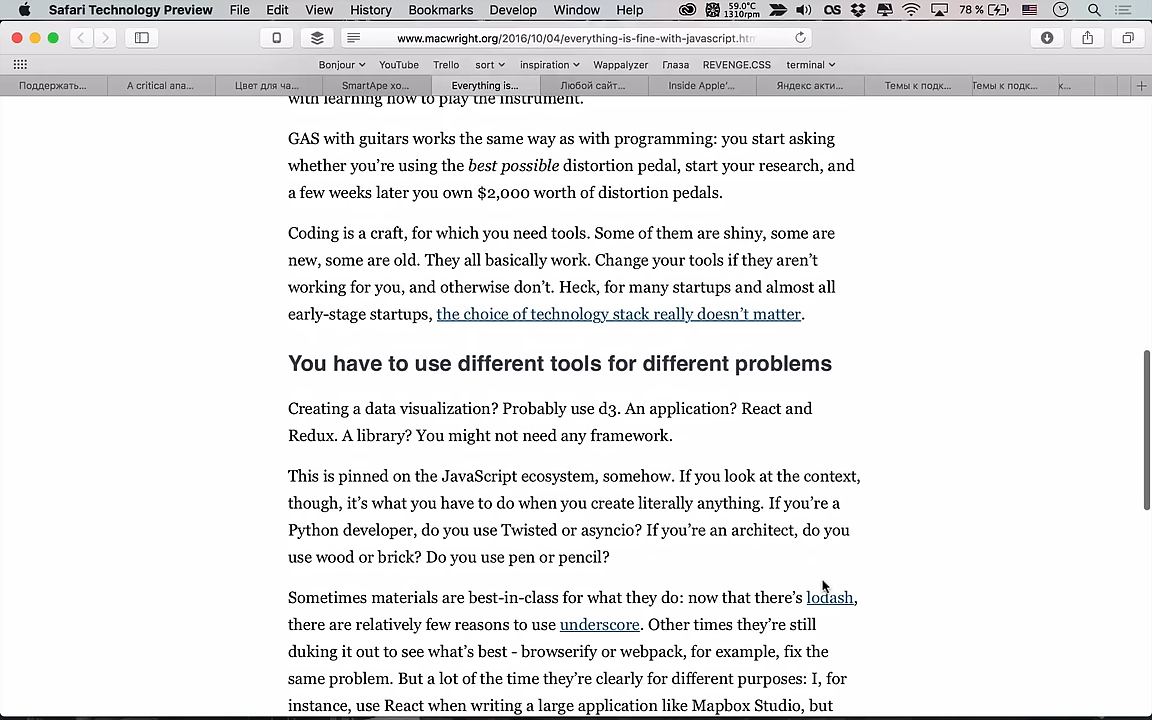 Safari Technology Preview File Edit View History Bookmarks Develop Window Help 59.0°C 1310rpm OS 78 %
www.macwright.org/2016/10/04/everything-is-fine-with-javascript.htm
Bonjour YouTube Trello sort inspiration Wappalyzer Глаза REVENGE.CSS terminal
Поддержать... A critical ana... Цвет для ча... SmartApe хо... Everything is... Любой сайт... Inside Apple'... Яндекс акти... Темы к подк... Темы к подк... к...
with learning how to play the instrument.
GAS with guitars works the same way as with programming: you start asking
whether you’re using the best possible distortion pedal, start your research, and
a few weeks later you own $2,000 worth of distortion pedals.
Coding is a craft, for which you need tools. Some of them are shiny, some are
new, some are old. They all basically work. Change your tools if they aren’t
working for you, and otherwise don’t. Heck, for many startups and almost all
early-stage startups, the choice of technology stack really doesn’t matter.
You have to use different tools for different problems
Creating a data visualization? Probably use d3. An application? React and
Redux. A library? You might not need any framework.
This is pinned on the JavaScript ecosystem, somehow. If you look at the context,
though, it’s what you have to do when you create literally anything. If you’re a
Python developer, do you use Twisted or asyncio? If you’re an architect, do you
use wood or brick? Do you use pen or pencil?
Sometimes materials are best-in-class for what they do: now that there’s lodash,
there are relatively few reasons to use underscore. Other times they’re still
duking it out to see what’s best - browserify or webpack, for example, fix the
same problem. But a lot of the time they’re clearly for different purposes: I, for
instance, use React when writing a large application like Mapbox Studio, but